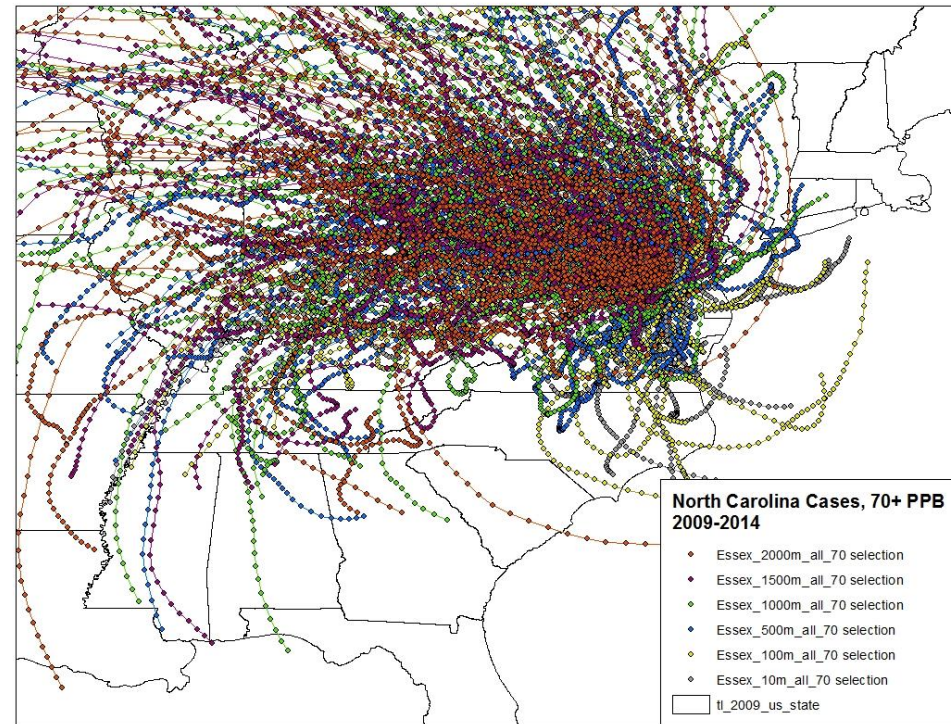 North Carolina Cases, 70+ PPB
2009-2014
Essex_2000m_all_70 selection
Essex_1500m_all_70 selection
Essex_1000m_all_70 selection
Essex_500m_all_70 selection
Essex_100m_all_70 selection
Essex_10m_all_70 selection
tl_2009_us_state